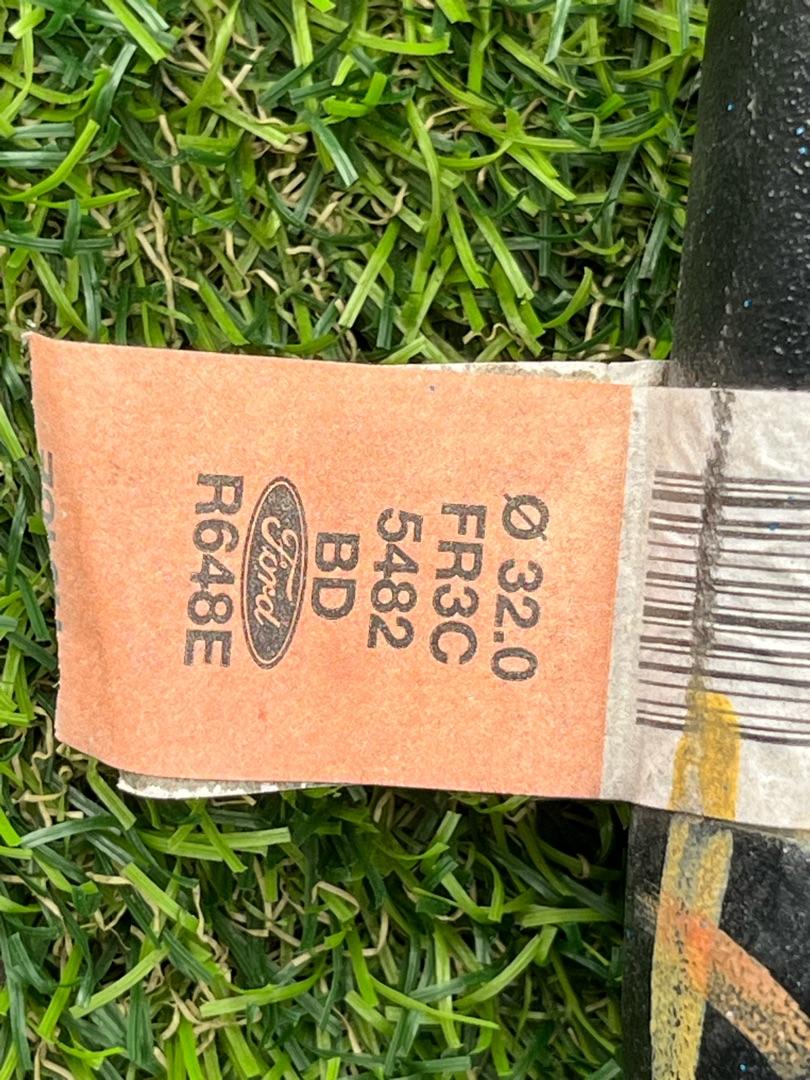 Ø 32.0
FR3C
5482
BD
Ford
R648E